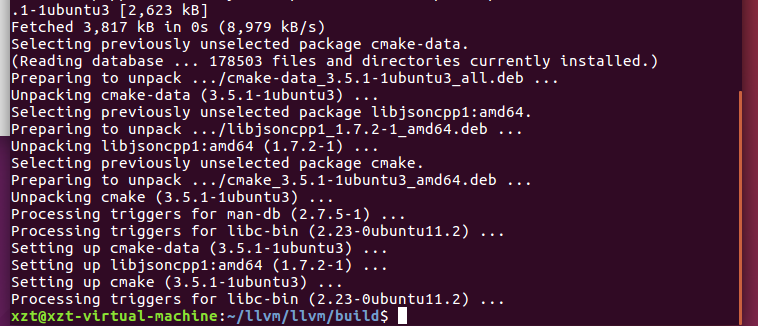 .1-1ubuntu3 [2,623 kB]
Fetched 3,817 kB in 0s (8,979 kB/s)
Selecting previously unselected package cmake-data.
(Reading database ... 178503 files and directories currently installed.)
Preparing to unpack .../cmake-data_3.5.1-1ubuntu3_all.deb ...
Unpacking cmake-data (3.5.1-1ubuntu3) ...
Selecting previously unselected package libjsoncpp1:amd64.
Preparing to unpack .../libjsoncpp1_1.7.2-1_amd64.deb ...
Unpacking libjsoncpp1:amd64 (1.7.2-1) ...
Selecting previously unselected package cmake.
Preparing to unpack .../cmake_3.5.1-1ubuntu3_amd64.deb ...
Unpacking cmake (3.5.1-1ubuntu3) ...
Processing triggers for man-db (2.7.5-1) ...
Processing triggers for libc-bin (2.23-0ubuntu11.2) ...
Setting up cmake-data (3.5.1-1ubuntu3) ...
Setting up libjsoncpp1:amd64 (1.7.2-1) ...
Setting up cmake (3.5.1-1ubuntu3) ...
Processing triggers for libc-bin (2.23-0ubuntu11.2) ...
xzt@xzt-virtual-machine:~/llvm/llvm/build$